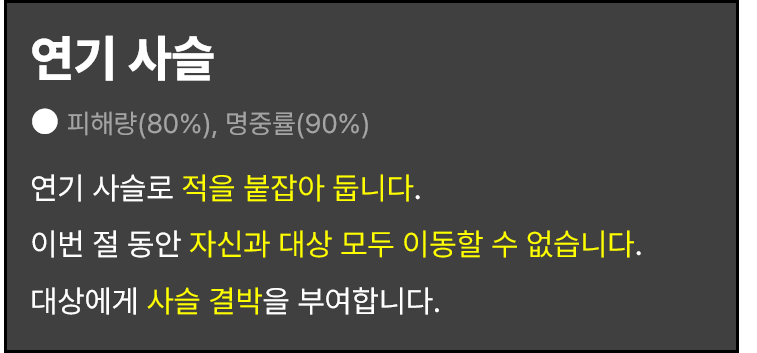 연기 사슬
피해량(80%), 명중률(90%)
연기 사슬로 적을 붙잡아 둡니다.
이번 절 동안 자신과 대상 모두 이동할 수 없습니다.
대상에게 사슬 결박을 부여합니다.